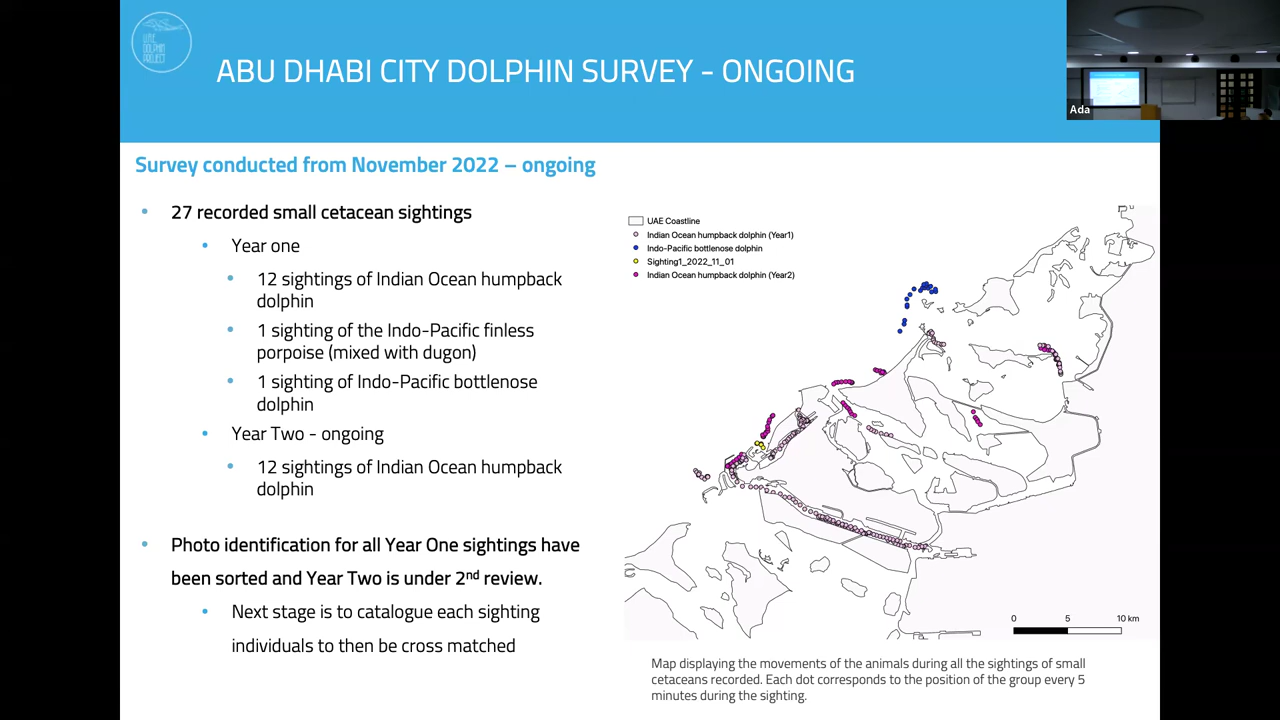 UAE
DOLPHIN
PROJECT
ABU DHABI CITY DOLPHIN SURVEY - ONGOING
Ada
Survey conducted from November 2022 – ongoing
• 27 recorded small cetacean sightings
• Year one
• 12 sightings of Indian Ocean humpback
dolphin
• 1 sighting of the Indo-Pacific finless
porpoise (mixed with dugon)
• 1 sighting of Indo-Pacific bottlenose
dolphin
• Year Two - ongoing
• 12 sightings of Indian Ocean humpback
dolphin
• Photo identification for all Year One sightings have
been sorted and Year Two is under 2nd review.
• Next stage is to catalogue each sighting
individuals to then be cross matched
UAE Coastline
Indian Ocean humpback dolphin (Year1)
Indo-Pacific bottlenose dolphin
Sighting1_2022_11_01
Indian Ocean humpback dolphin (Year2)
0 5 10 km
Map displaying the movements of the animals during all the sightings of small
cetaceans recorded. Each dot corresponds to the position of the group every 5
minutes during the sighting.